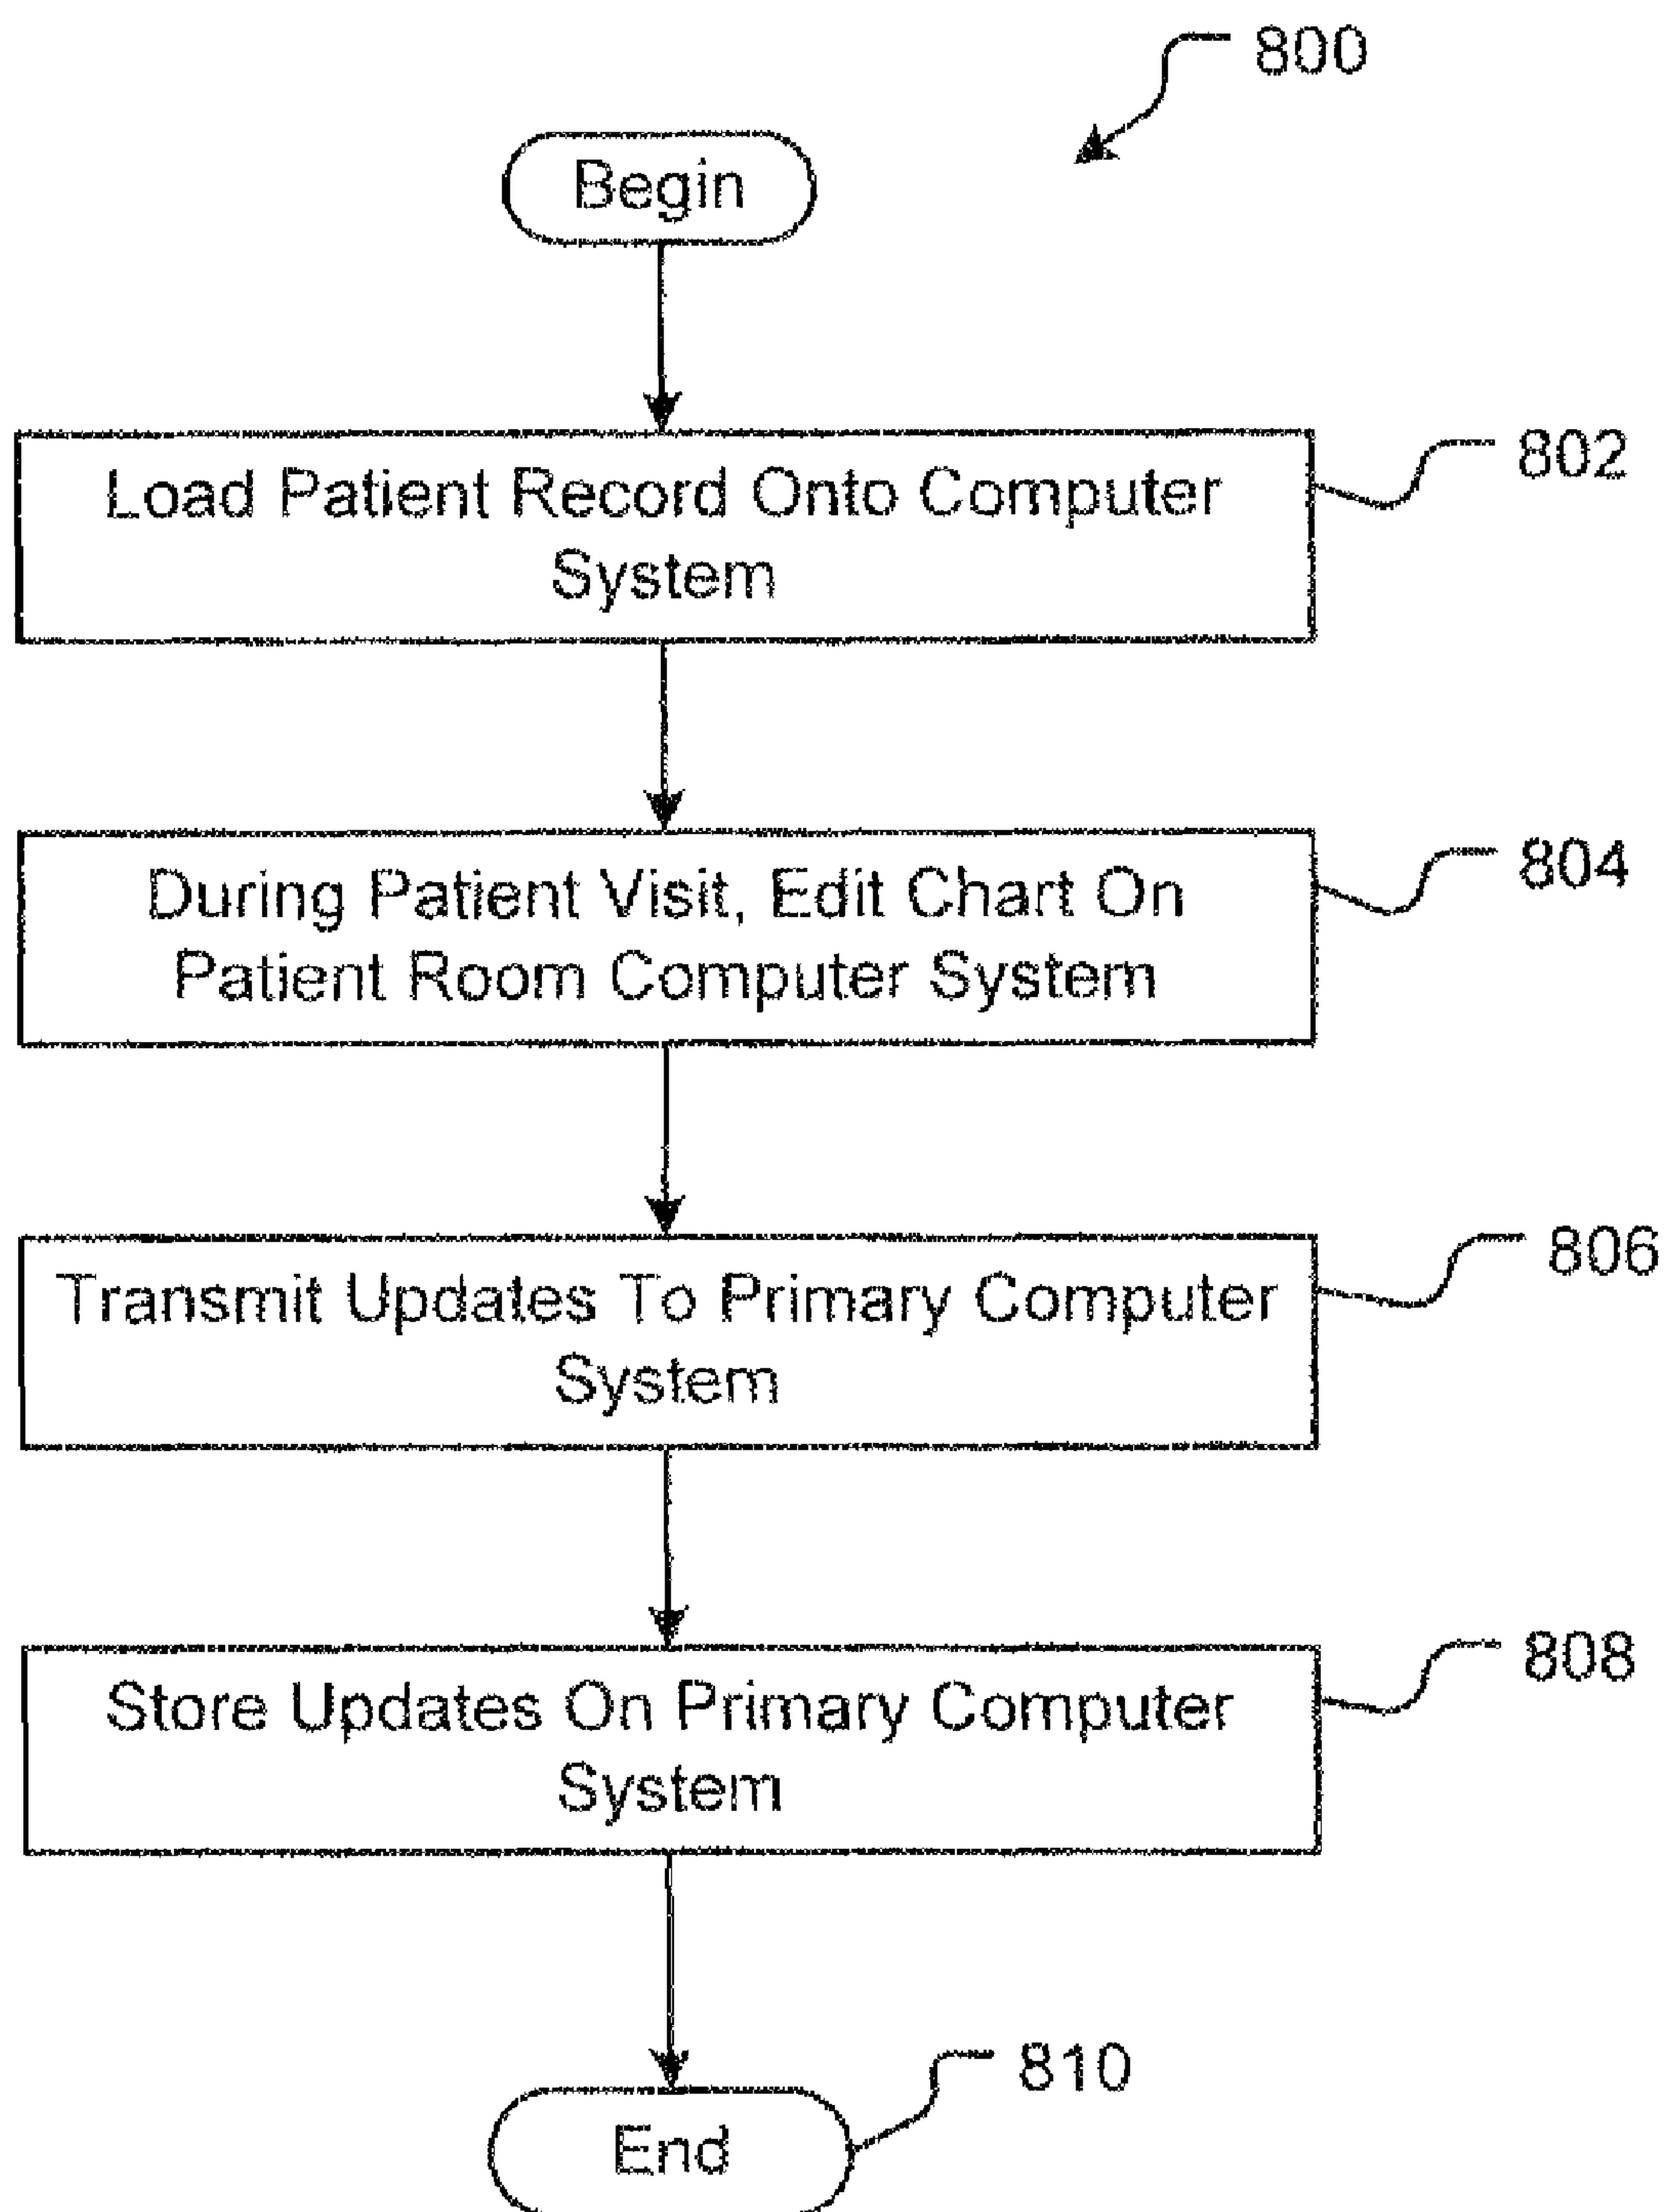 800
Begin
Load Patient Record Onto Computer
System
802
During Patient Visit, Edit Chart On
Patient Room Computer System
804
Transmit Updates To Primary Computer
System
806
Store Updates On Primary Computer
System
808
End
810